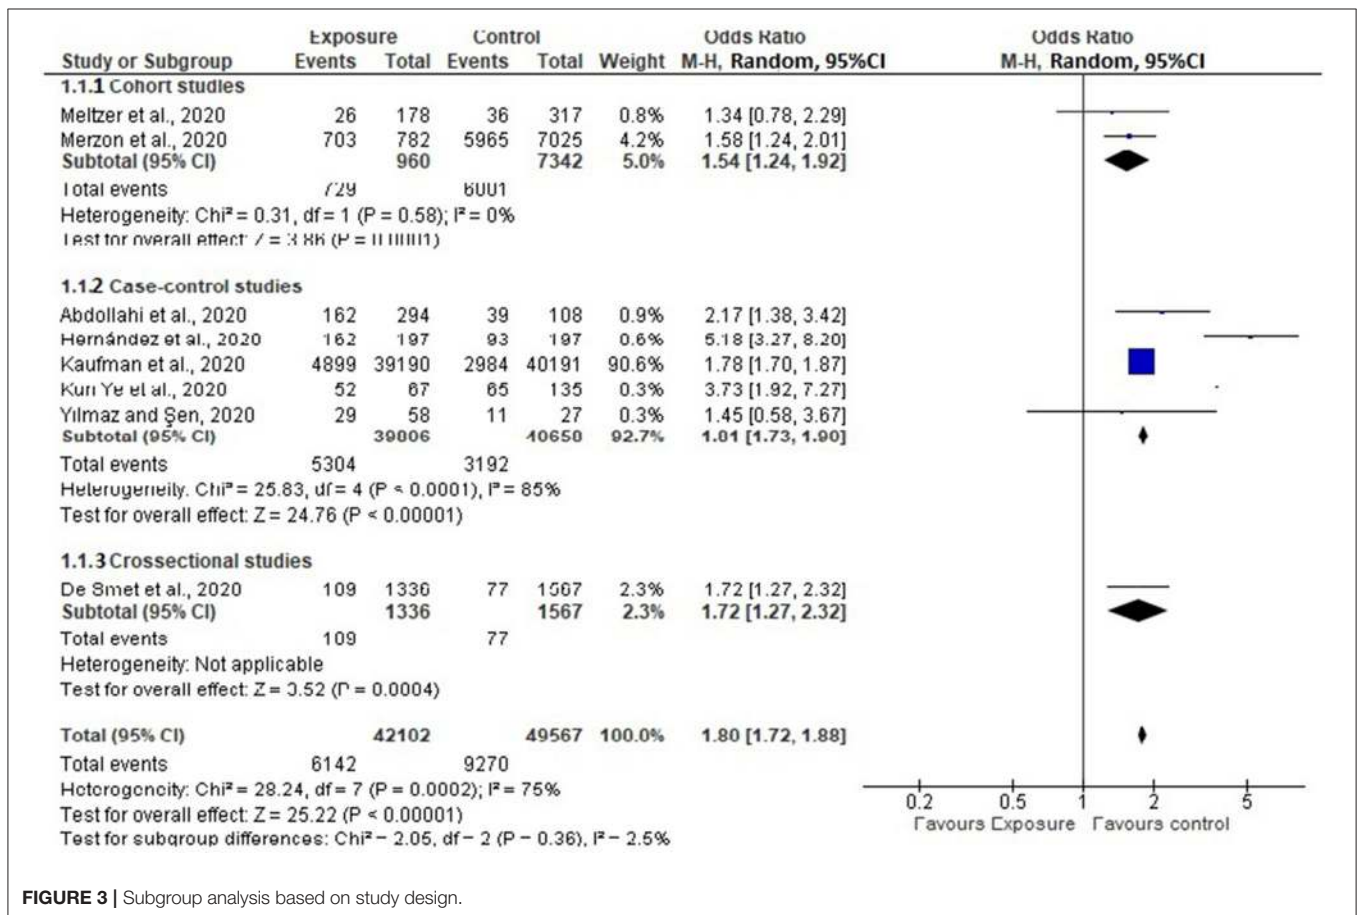 Exposure Control Odds Ratio Odds Ratio
Study or Subgroup Events Total Events Total Weight M-H, Random, 95%CI M-H, Random, 95%CI
1.1.1 Cohort studies
Meltzer et al., 2020 26 178 36 317 0.8% 1.34 [0.78, 2.29]
Merzon et al., 2020 703 782 5965 7025 4.2% 1.58 [1.24, 2.01]
Subtotal (95% CI) 960 7342 5.0% 1.54 [1.24, 1.92]
Total events 729 6001
Heterogeneity: Chi² = 0.31, df = 1 (P = 0.58); I² = 0%
Test for overall effect: Z = 3.86 (P = 0.0001)
1.1.2 Case-control studies
Abdollahi et al., 2020 162 294 39 108 0.9% 2.17 [1.38, 3.42]
Hernández et al., 2020 162 197 93 197 0.6% 5.18 [3.27, 8.20]
Kaufman et al., 2020 4899 39190 2984 40191 90.6% 1.78 [1.70, 1.87]
Kun Ye et al., 2020 52 67 65 135 0.3% 3.73 [1.92, 7.27]
Yılmaz and Şen, 2020 29 58 11 27 0.3% 1.45 [0.58, 3.67]
Subtotal (95% CI) 39806 40658 92.7% 1.81 [1.73, 1.90]
Total events 5304 3192
Heterogeneity: Chi² = 25.83, df = 4 (P < 0.0001); I² = 85%
Test for overall effect: Z = 24.76 (P < 0.00001)
1.1.3 Crossectional studies
De Smet et al., 2020 109 1336 77 1567 2.3% 1.72 [1.27, 2.32]
Subtotal (95% CI) 1336 1567 2.3% 1.72 [1.27, 2.32]
Total events 109 77
Heterogeneity: Not applicable
Test for overall effect: Z = 3.52 (P = 0.0004)
Total (95% CI) 42102 49567 100.0% 1.80 [1.72, 1.88]
Total events 6142 9270
Heterogeneity: Chi² = 28.24, df = 7 (P = 0.0002); I² = 75%
Test for overall effect: Z = 25.22 (P < 0.00001)
Test for subgroup differences: Chi² = 2.05, df = 2 (P = 0.36), I² = 2.5%
0.2 0.5 1 2 5
Favours Exposure Favours control
FIGURE 3 | Subgroup analysis based on study design.